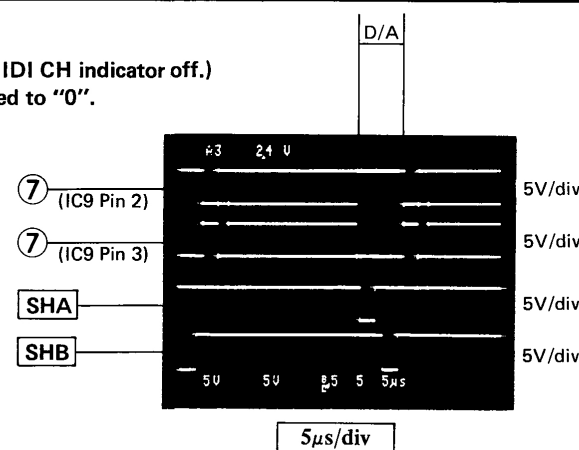 D/A
IDI CH indicator off.)
ed to "0".
A3 2.4 V
7 (IC9 Pin 2) 5V/div
7 (IC9 Pin 3) 5V/div
SHA 5V/div
SHB 5V/div
5V 5V 5 5μs
5μs/div